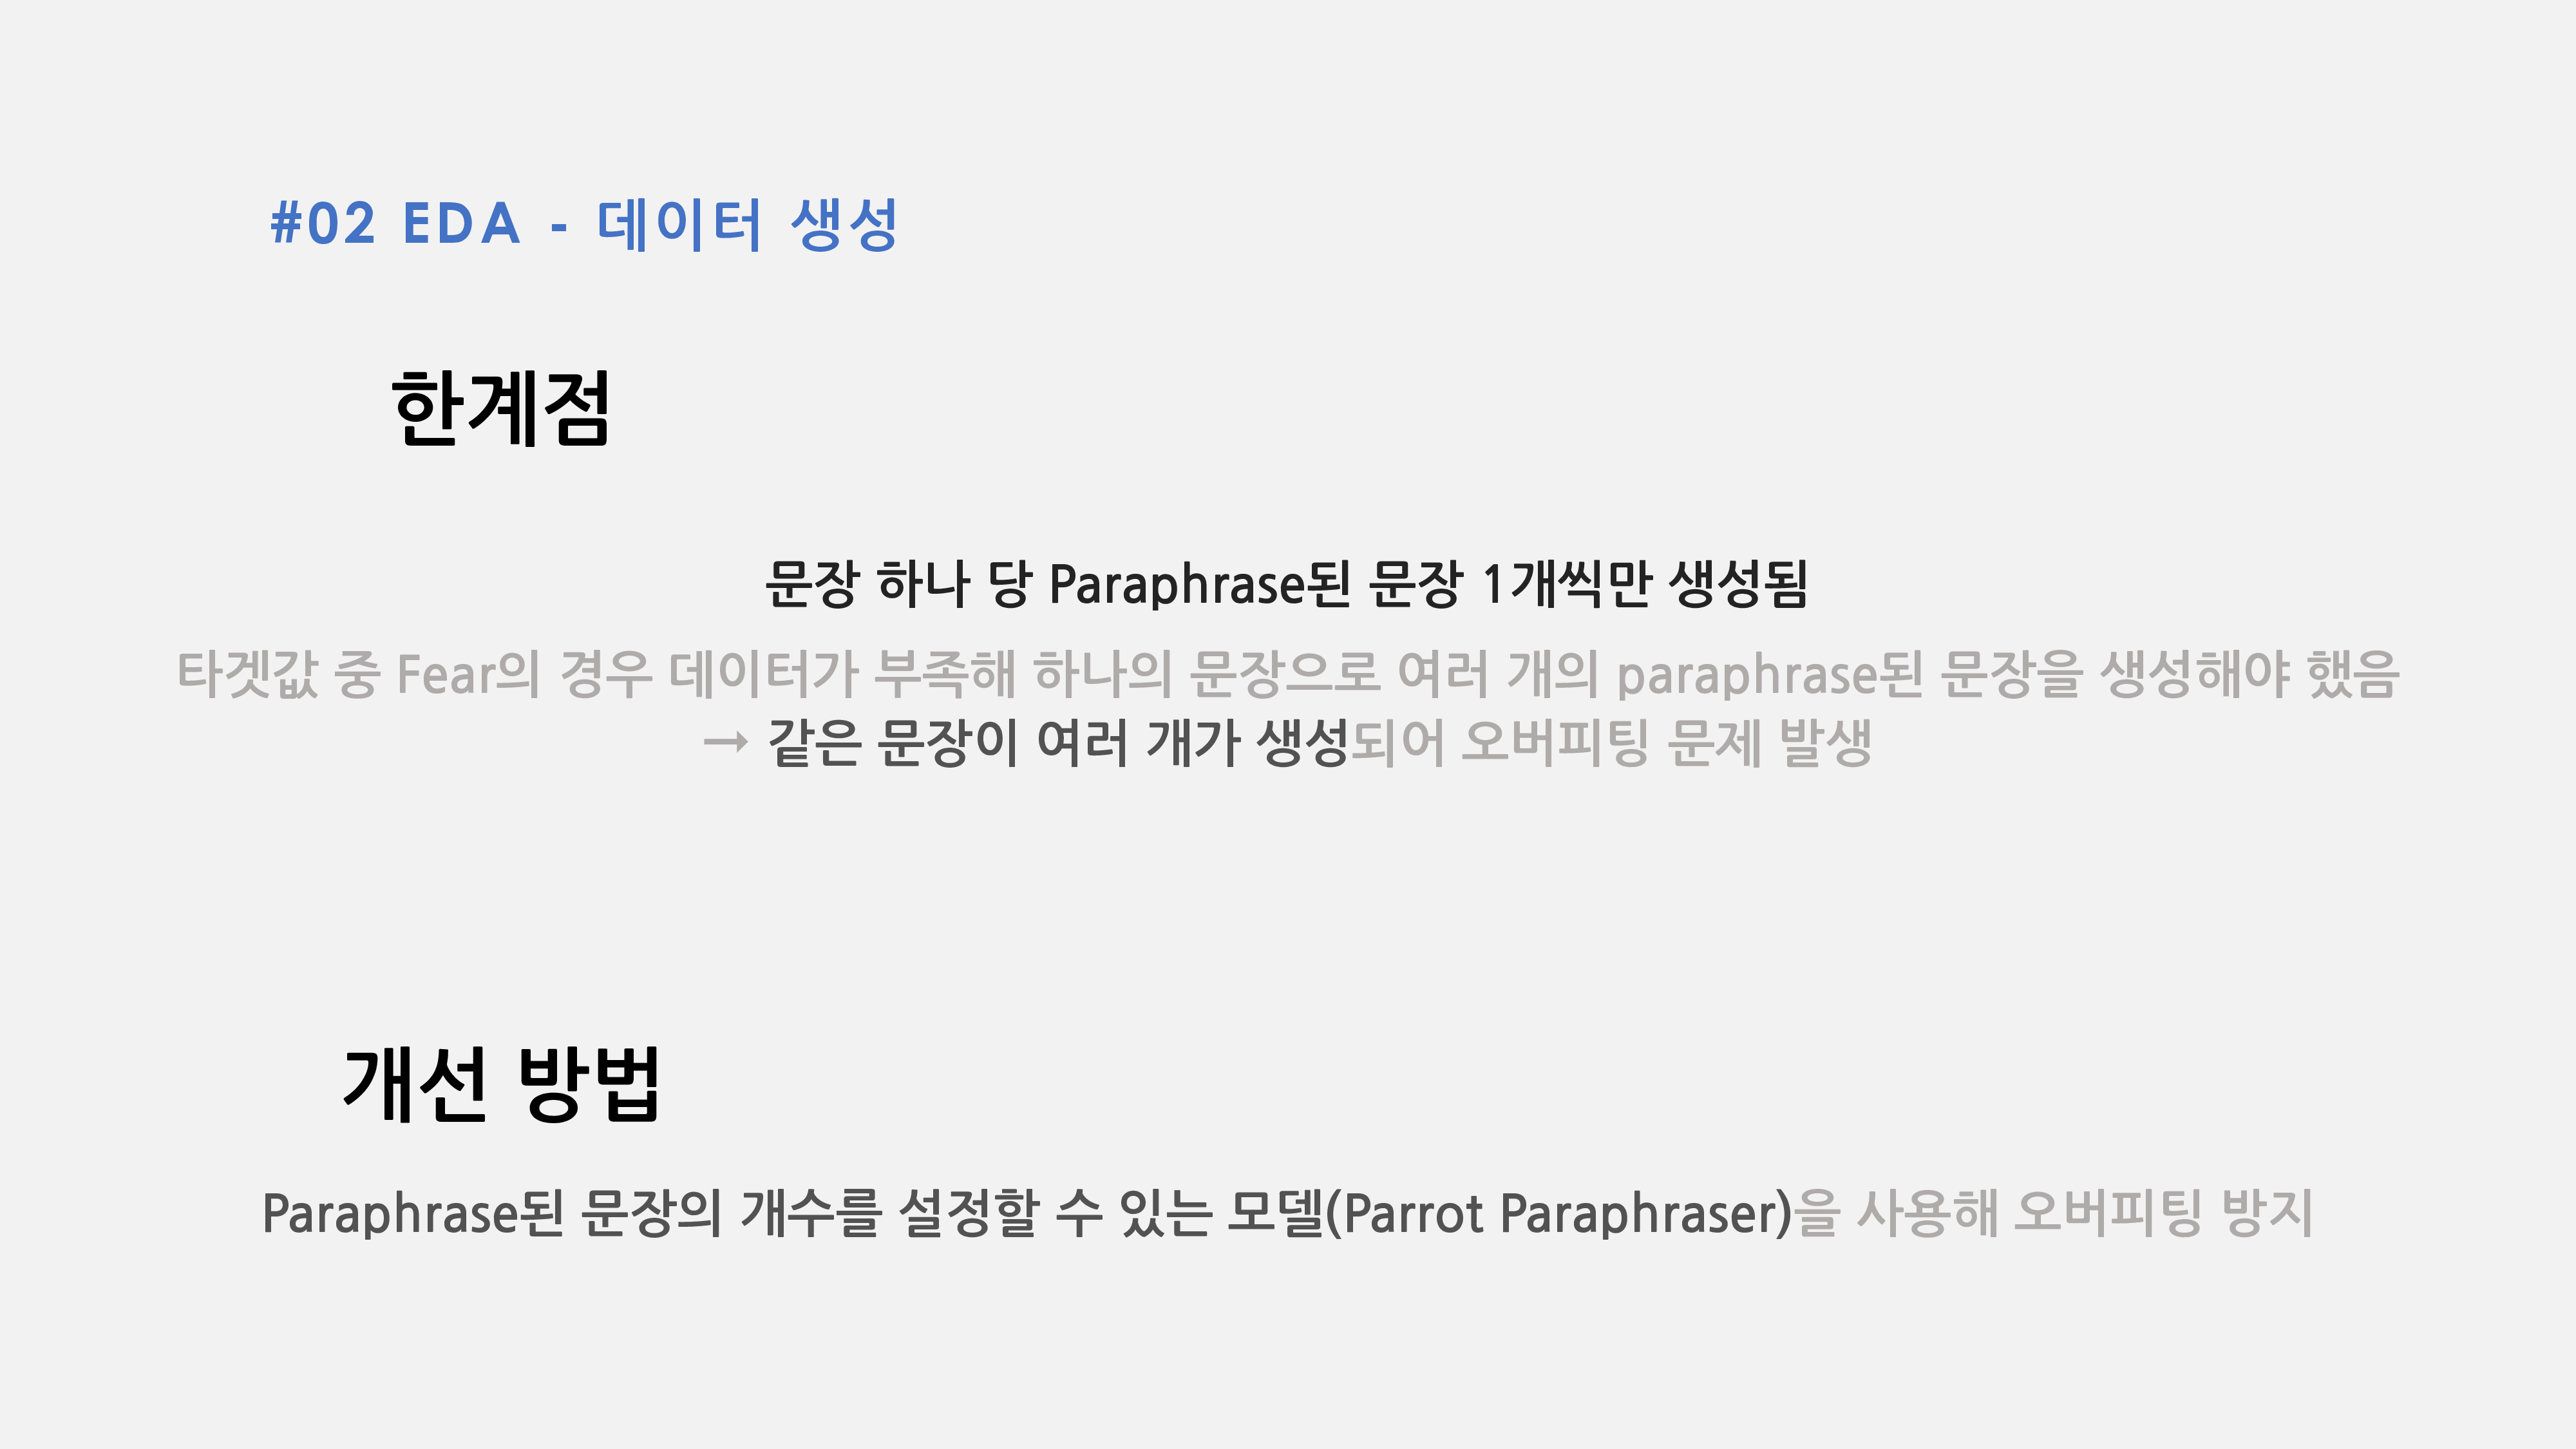 #02 EDA - 데이터 생성
한계점
문장 하나 당 Paraphrase된 문장 1개씩만 생성됨
타겟값 중 Fear의 경우 데이터가 부족해 하나의 문장으로 여러 개의 paraphrase된 문장을 생성해야 했음
→ 같은 문장이 여러 개가 생성되어 오버피팅 문제 발생
개선 방법
Paraphrase된 문장의 개수를 설정할 수 있는 모델(Parrot Paraphraser)을 사용해 오버피팅 방지